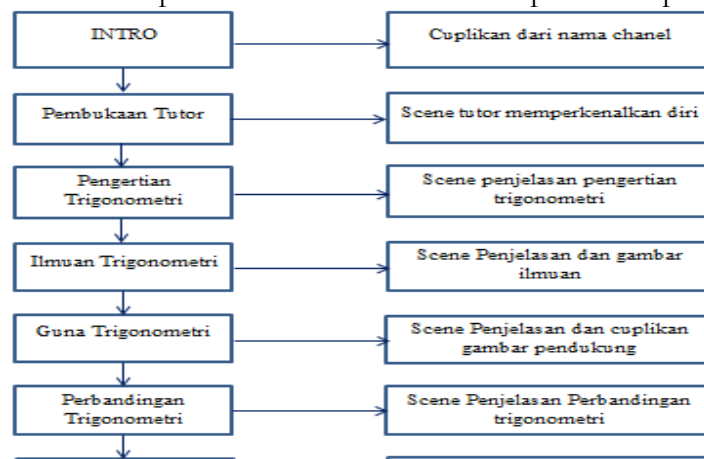 INTRO
Cuplikan dari nama chanel
Pembukaan Tutor
Scene tutor memperkenalkan diri
Pengertian
Trigonometri
Scene penjelasan pengertian
trigonometri
Ilmuan Trigonometri
Scene Penjelasan dan gambar
ilmuan
Guna Trigonometri
Scene Penjelasan dan cuplikan
gambar pendukung
Perbandingan
Trigonometri
Scene Penjelasan Perbandingan
trigonometri